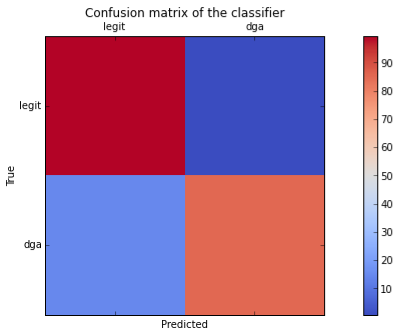 Confusion matrix of the classifier
legit dga
legit
dga
True
Predicted
90
80
70
60
50
40
30
20
10